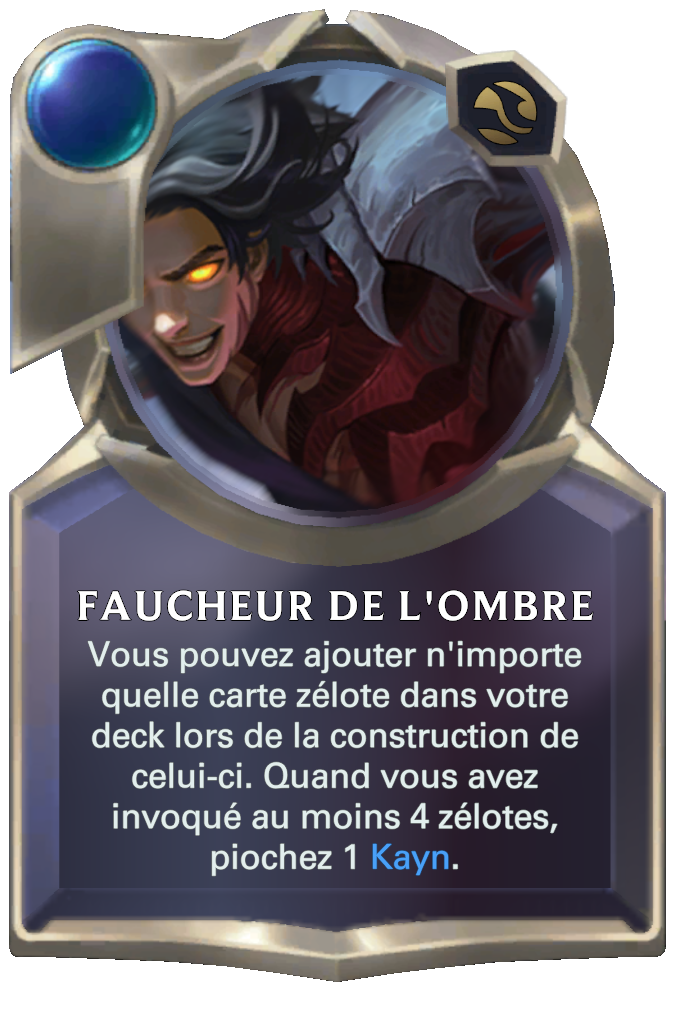 FAUCHEUR DE L'OMBRE
Vous pouvez ajouter n'importe
quelle carte zélote dans votre
deck lors de la construction de
celui-ci. Quand vous avez
invoqué au moins 4 zélotes,
piochez 1 Kayn.